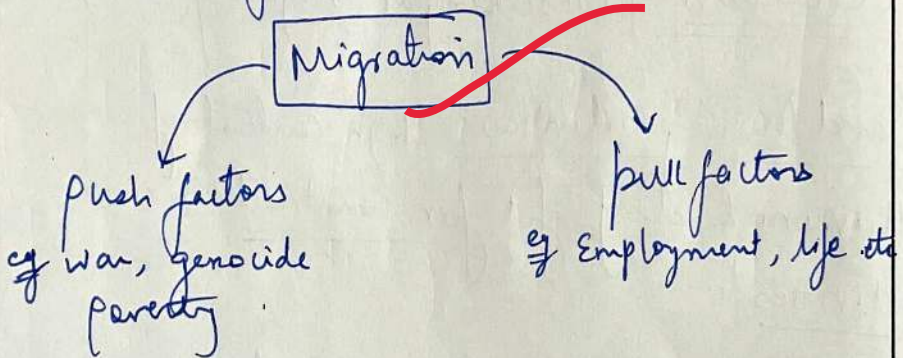 Migration
push factors
eg war, genocide
poverty
pull factors
eg Employment, life etc